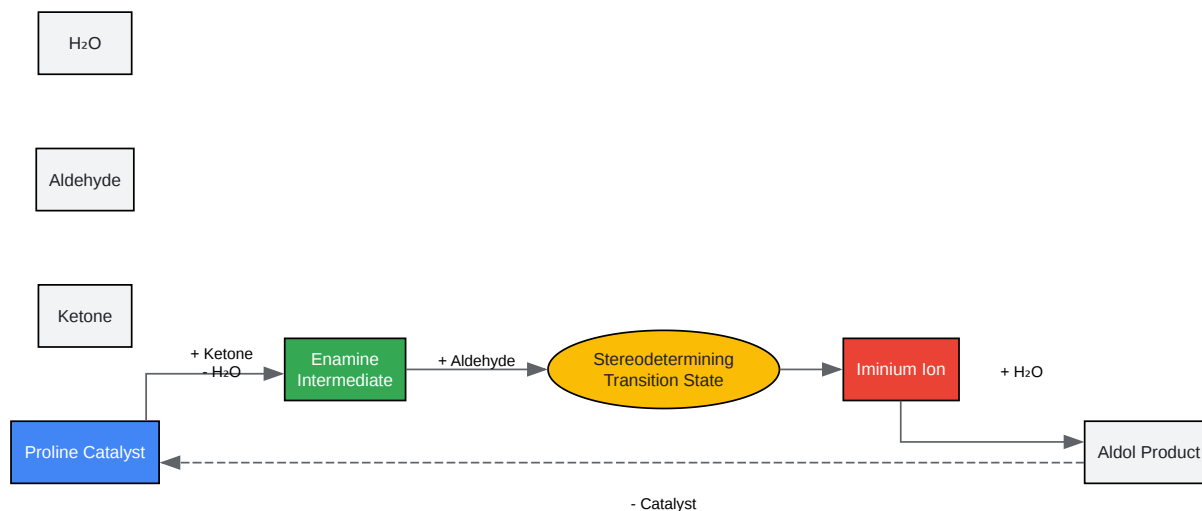 H₂O
Aldehyde
Ketone
+ Ketone
- H₂O
Enamine
Intermediate
+ Aldehyde
Stereodetermining
Transition State
Iminium Ion
+ H₂O
Proline Catalyst
Aldol Product
- Catalyst